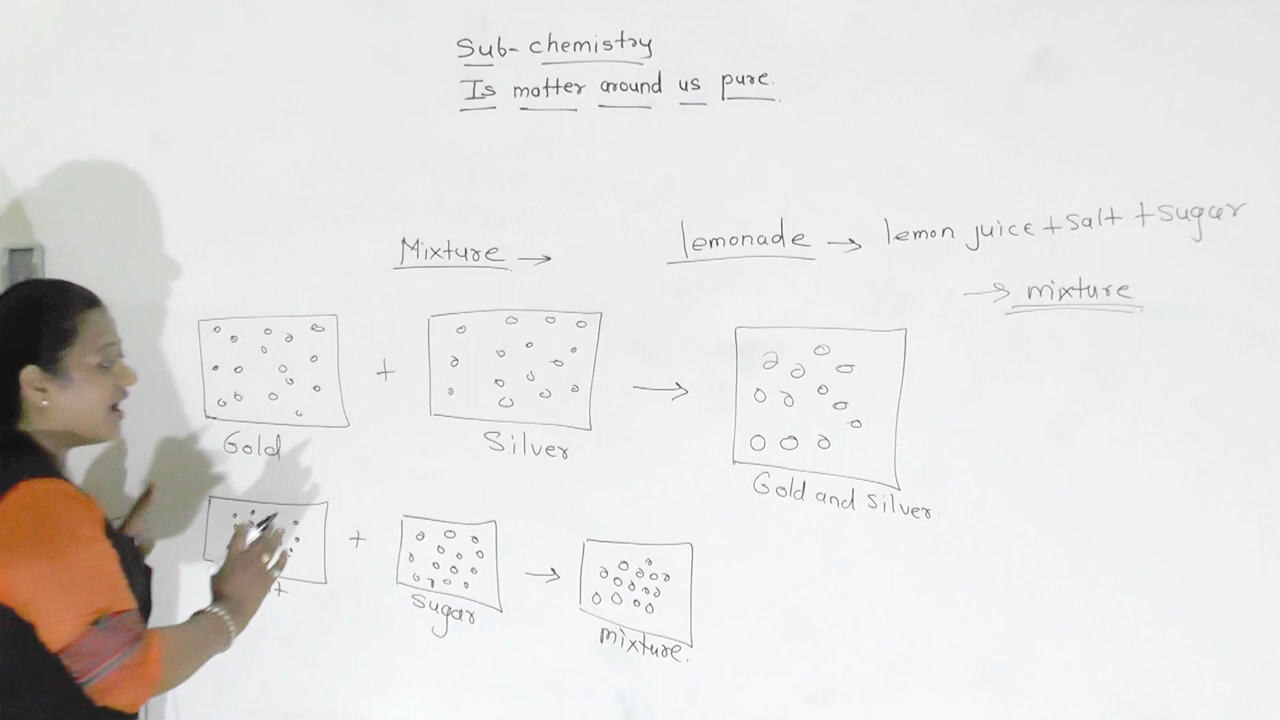 Sub- chemistry
Is matter around us pure.
Mixture → lemonade → lemon juice + salt + sugar
→ mixture
+ →
Gold Silver Gold and Silver
+ →
Sugar mixture.